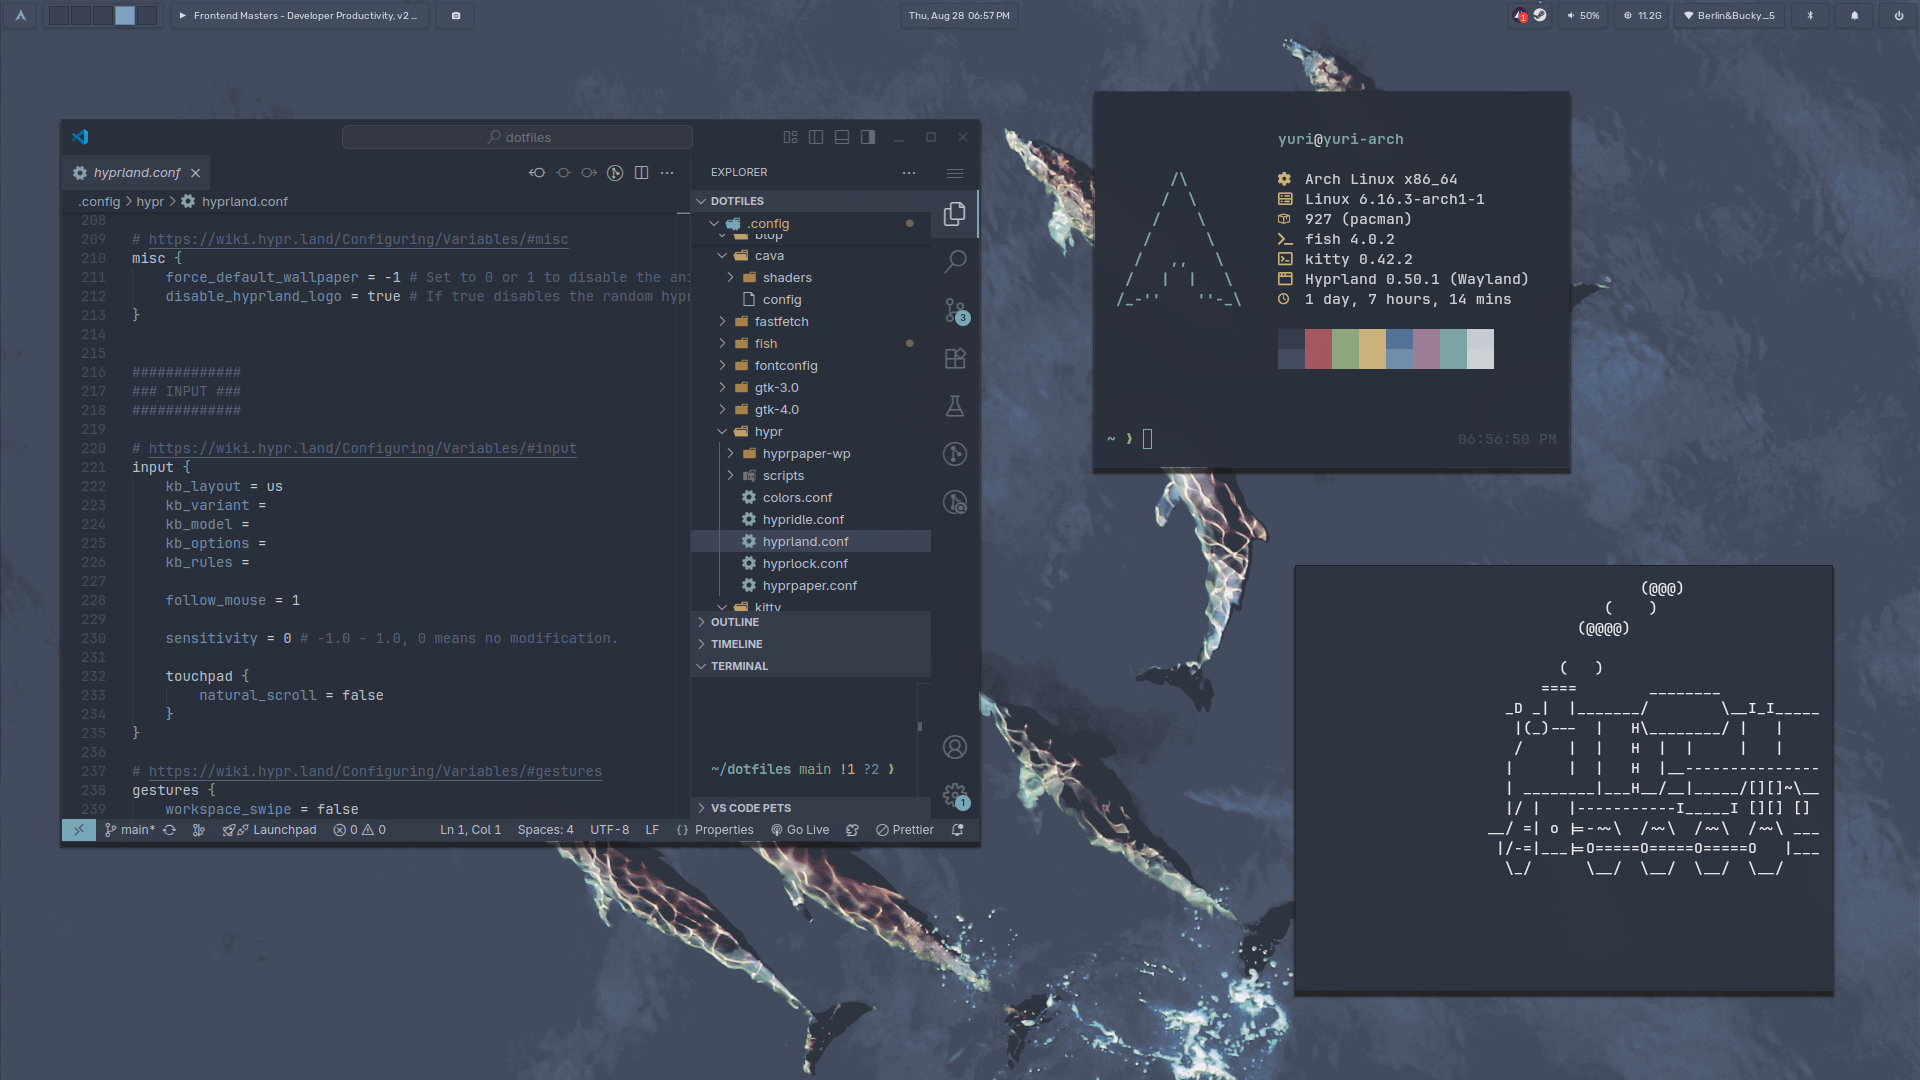 Frontend Masters - Developer Productivity, v2 ...
Thu, Aug 28 06:57 PM
1
50%
11.2G
Berlin&Bucky_5
dotfiles
hyprland.conf
.config > hypr > hyprland.conf
208
209 # https://wiki.hypr.land/Configuring/Variables/#misc
210 misc {
211 force_default_wallpaper = -1 # Set to 0 or 1 to disable the ani
212 disable_hyprland_logo = true # If true disables the random hypr
213 }
214
215
216 #############
217 ### INPUT ###
218 #############
219
220 # https://wiki.hypr.land/Configuring/Variables/#input
221 input {
222 kb_layout = us
223 kb_variant =
224 kb_model =
225 kb_options =
226 kb_rules =
227
228 follow_mouse = 1
229
230 sensitivity = 0 # -1.0 - 1.0, 0 means no modification.
231
232 touchpad {
233 natural_scroll = false
234 }
235 }
236
237 # https://wiki.hypr.land/Configuring/Variables/#gestures
238 gestures {
239 workspace_swipe = false
EXPLORER
DOTFILES
.config
btop
cava
shaders
config
fastfetch
fish
fontconfig
gtk-3.0
gtk-4.0
hypr
hyprpaper-wp
scripts
colors.conf
hypridle.conf
hyprland.conf
hyprlock.conf
hyprpaper.conf
kitty
OUTLINE
TIMELINE
TERMINAL
~/dotfiles main !1 ?2 ❯
VS CODE PETS
3
1
main*
Launchpad
0 0
Ln 1, Col 1
Spaces: 4
UTF-8
LF
{} Properties
Go Live
Prettier
yuri@yuri-arch
Arch Linux x86_64
Linux 6.16.3-arch1-1
927 (pacman)
fish 4.0.2
kitty 0.42.2
Hyprland 0.50.1 (Wayland)
1 day, 7 hours, 14 mins
~ ❯
06:56:50 PM
(@@@)
(    )
(@@@@)
(   )
====        ________
_D _|  |_______/        \__I_I_____
|(_)---  |   H\________/ |   |
/     |  |   H  |  |     |   |
|      |  |   H  |__---------------
| ________|___H__/__|_____/[][]~\__
|/ |   |-----------I_____I [][] []
__/ =| o |=-~~\  /~~\  /~~\  /~~\ ___
|/-=|___|=O=====O=====O=====O   |___
\_/      \__/  \__/  \__/  \__/